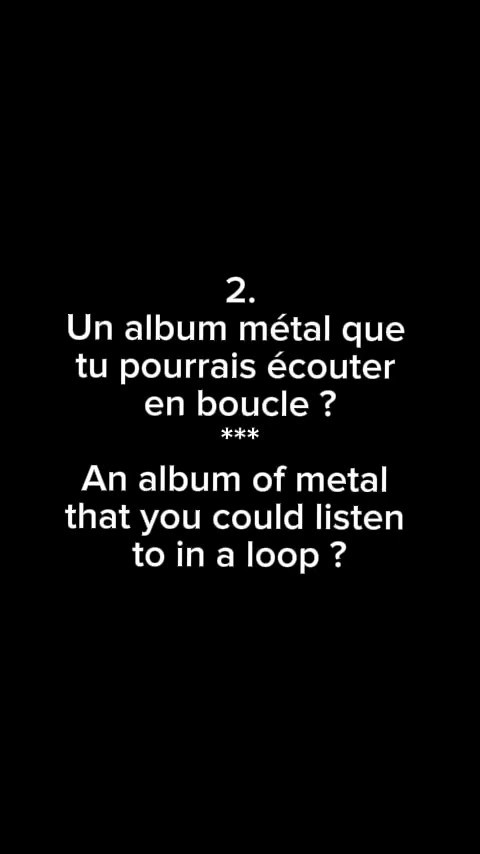 2.
Un album métal que
tu pourrais écouter
en boucle ?
***
An album of metal
that you could listen
to in a loop ?